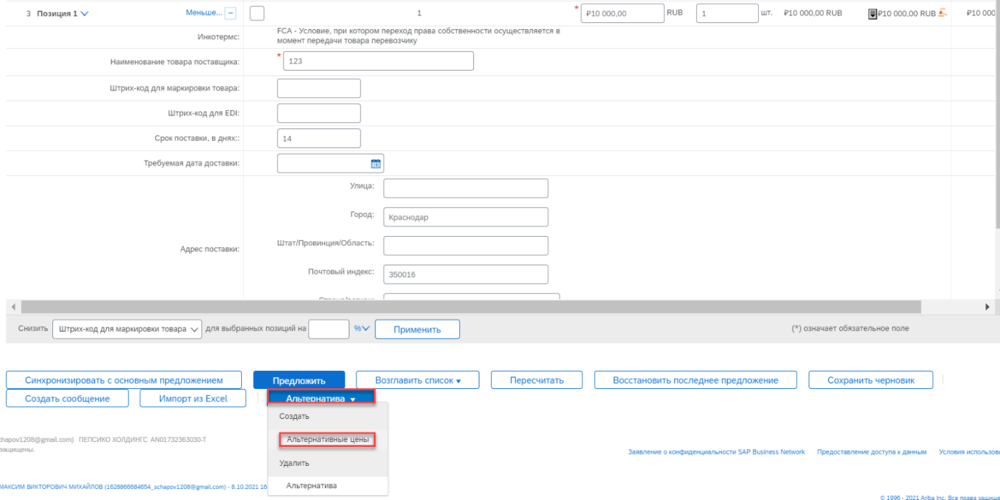 3 Позиция 1 Меньше... 1 * ₽10 000,00 RUB 1 шт. ₽10 000,00 RUB ₽10 000,00 RUB ₽10 000
Инкотермс: FCA - Условие, при котором переход права собственности осуществляется в
момент передачи товара перевозчику
Наименование товара поставщика: * 123
Штрих-код для маркировки товара:
Штрих-код для EDI:
Срок поставки, в днях:: 14
Требуемая дата доставки:
Улица:
Город: Краснодар
Штат/Провинция/Область:
Адрес поставки:
Почтовый индекс: 350016
Снизить Штрих-код для маркировки товара для выбранных позиций на % Применить (*) означает обязательное поле
Синхронизировать с основным предложением Предложить Возглавить список Пересчитать Восстановить последнее предложение Сохранить черновик
Создать сообщение Импорт из Excel Альтернатива
Создать
Альтернативные цены
Удалить
Альтернатива
chapov1208@gmail.com) ПЕПСИКО ХОЛДИНГС AN01732363030-T
защищены.
Заявление о конфиденциальности SAP Business Network Предоставление доступа к данным Условия использова
МАКСИМ ВИКТОРОВИЧ МИХАЙЛОВ (1628866684654_schapov1208@gmail.com) - 8.10.2021 16
© 1996 - 2021 Ariba Inc. Все права защище